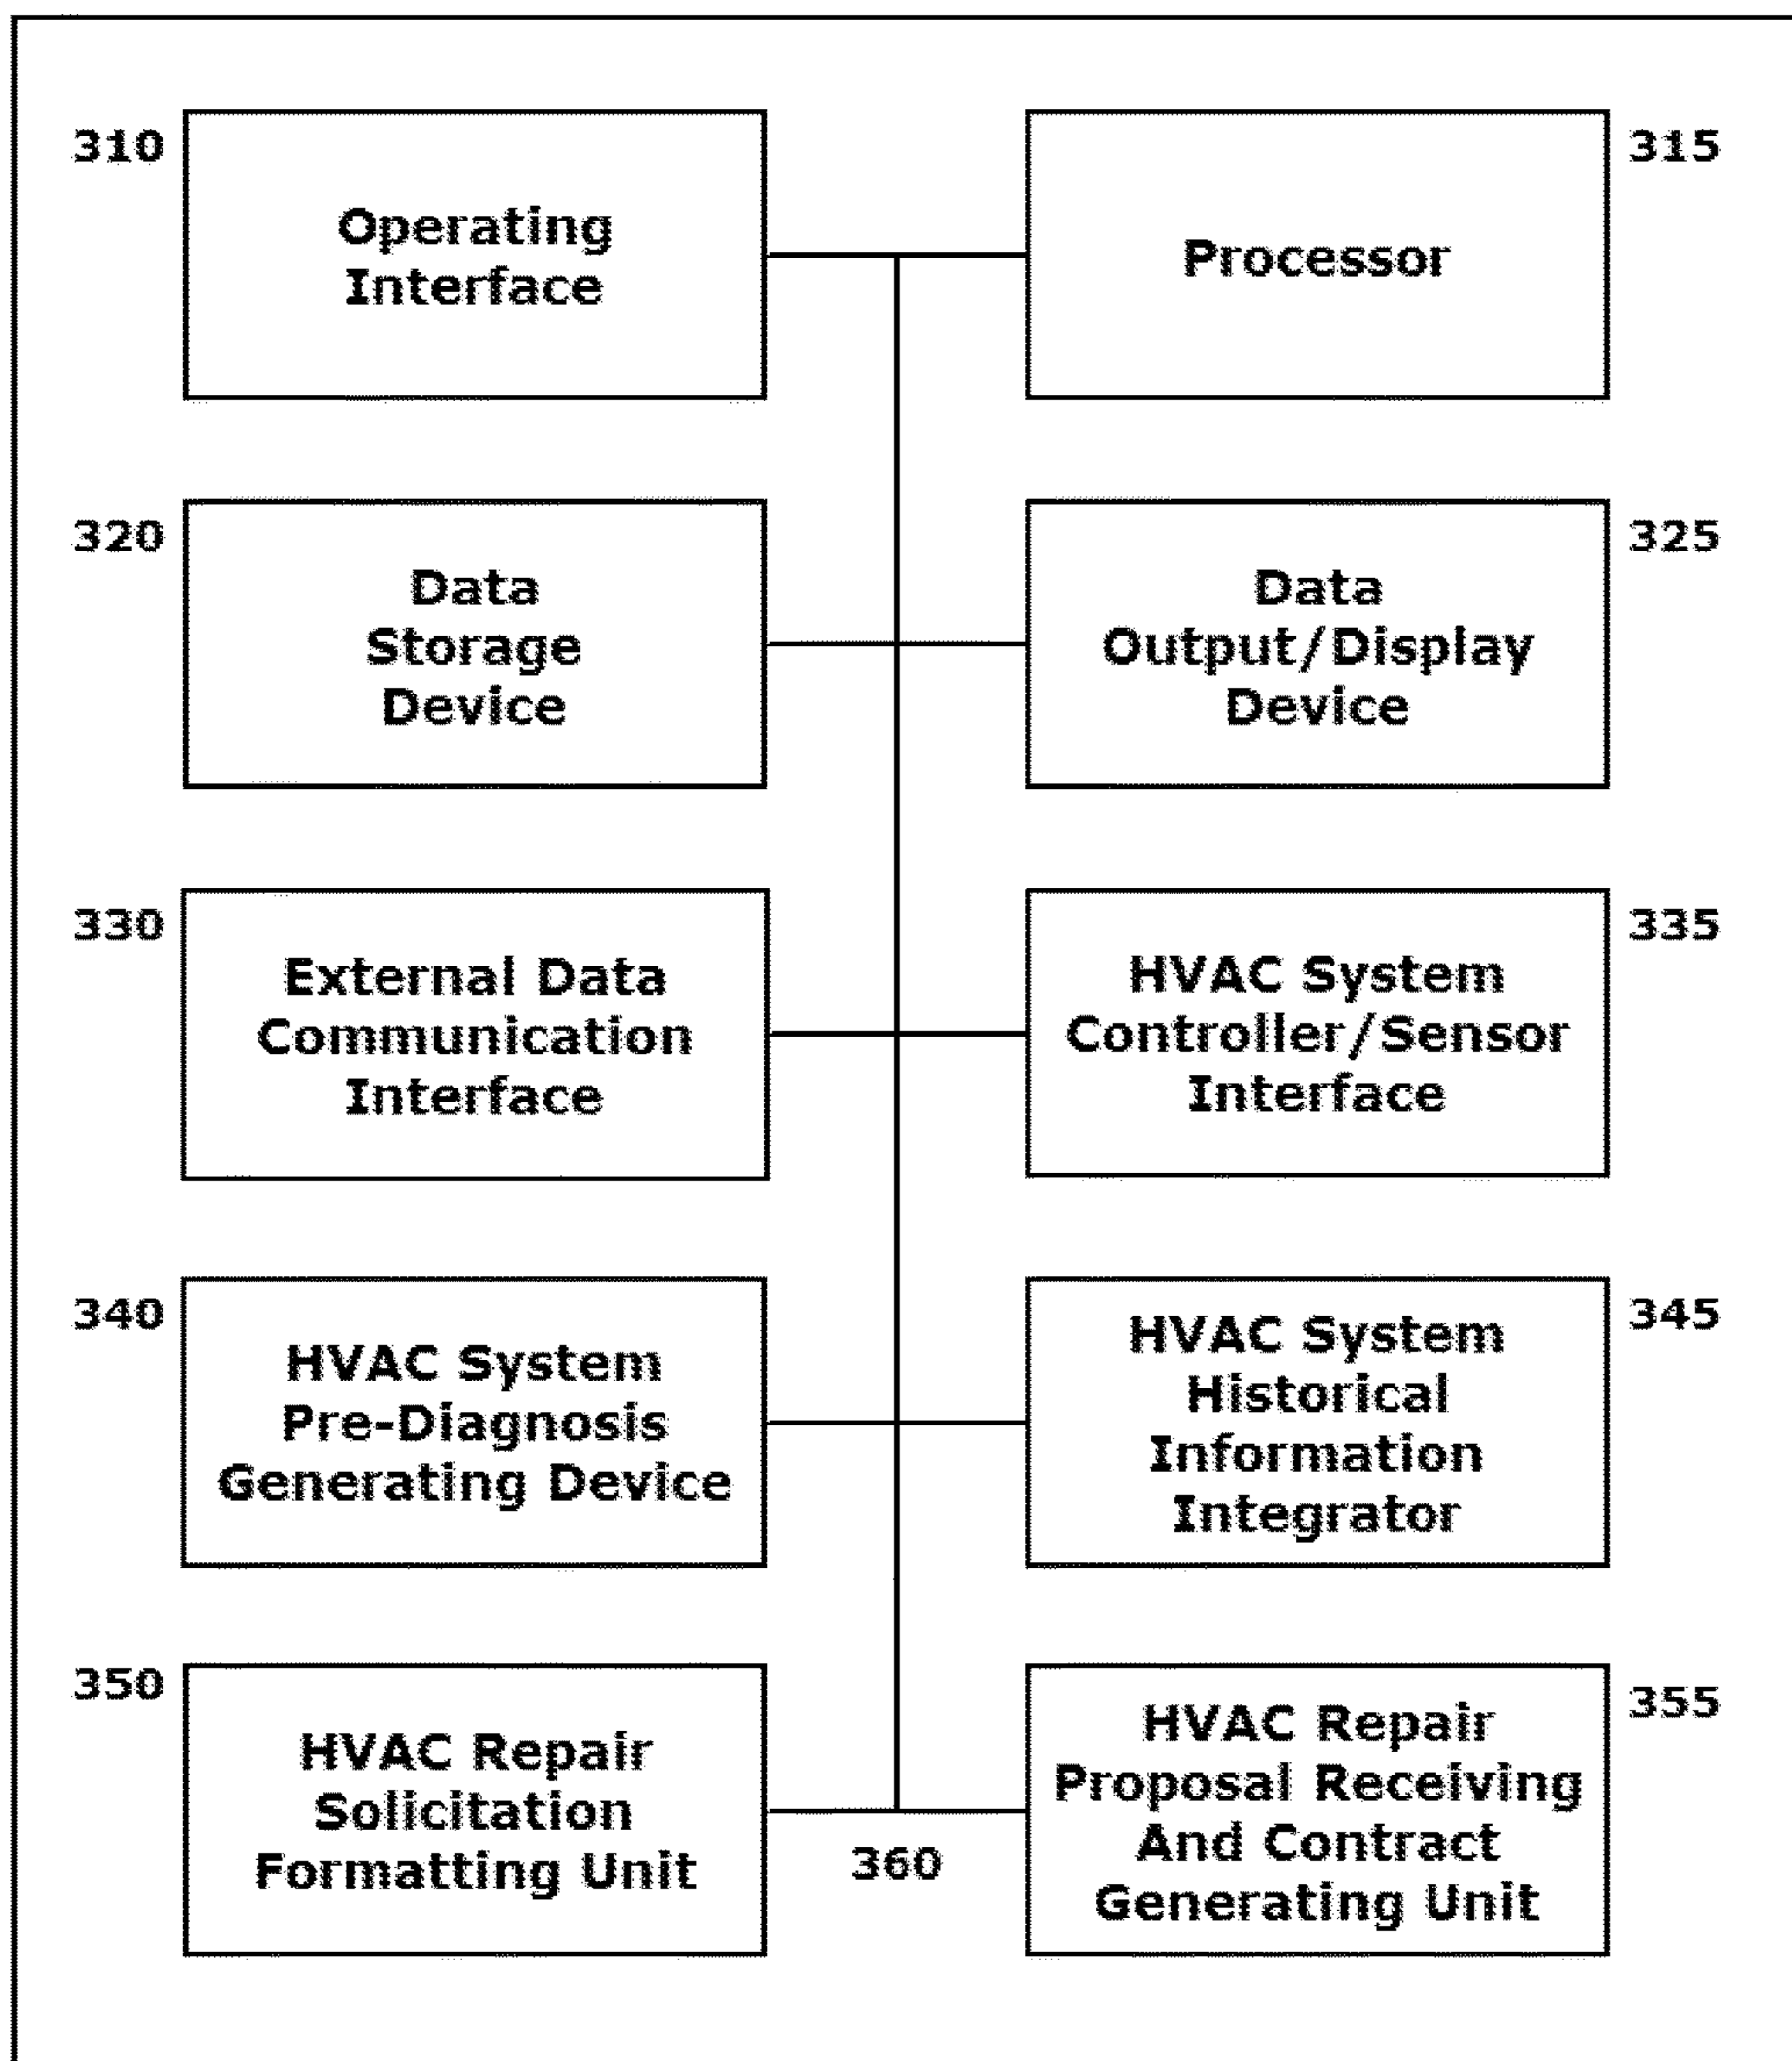 310
Operating
Interface
Processor
315
320
Data
Storage
Device
Data
Output/Display
Device
325
330
External Data
Communication
Interface
HVAC System
Controller/Sensor
Interface
335
340
HVAC System
Pre-Diagnosis
Generating Device
HVAC System
Historical
Information
Integrator
345
350
HVAC Repair
Solicitation
Formatting Unit
360
HVAC Repair
Proposal Receiving
And Contract
Generating Unit
355